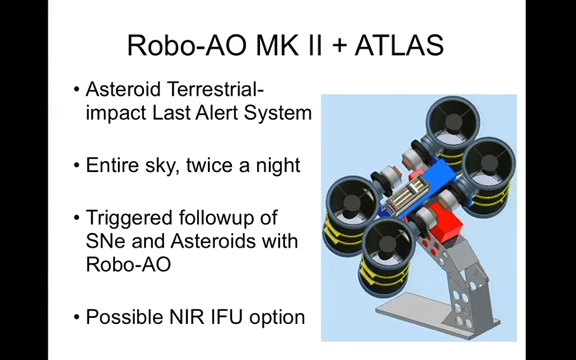 Robo-AO MK II + ATLAS
• Asteroid Terrestrial-
impact Last Alert System
• Entire sky, twice a night
• Triggered followup of
SNe and Asteroids with
Robo-AO
• Possible NIR IFU option